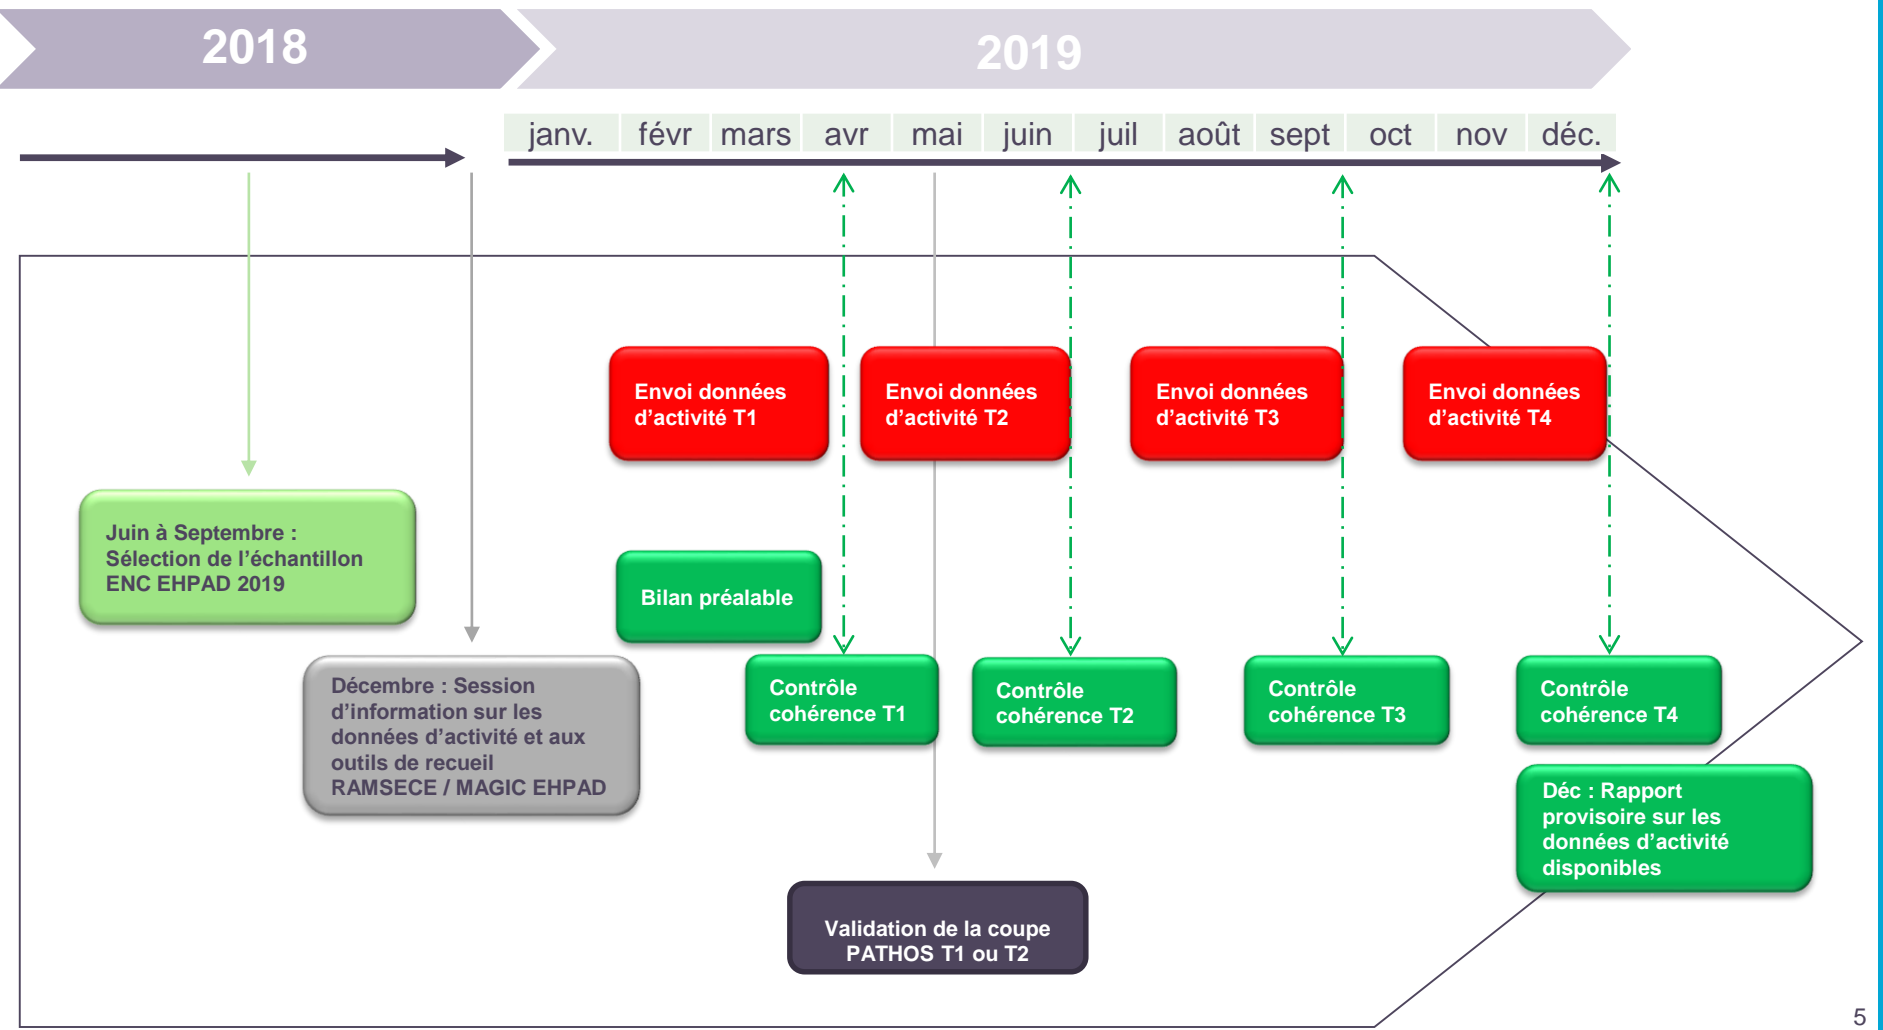 2018
2019
janv.
févr
mars
avr
mai
juin
juil
août
sept
oct
nov
déc.
Envoi données
d’activité T1
Envoi données
d’activité T2
Envoi données
d’activité T3
Envoi données
d’activité T4
Juin à Septembre :
Sélection de l’échantillon
ENC EHPAD 2019
Bilan préalable
Décembre : Session
d’information sur les
données d’activité et aux
outils de recueil
RAMSECE / MAGIC EHPAD
Contrôle
cohérence T1
Contrôle
cohérence T2
Contrôle
cohérence T3
Contrôle
cohérence T4
Déc : Rapport
provisoire sur les
données d’activité
disponibles
Validation de la coupe
PATHOS T1 ou T2
5